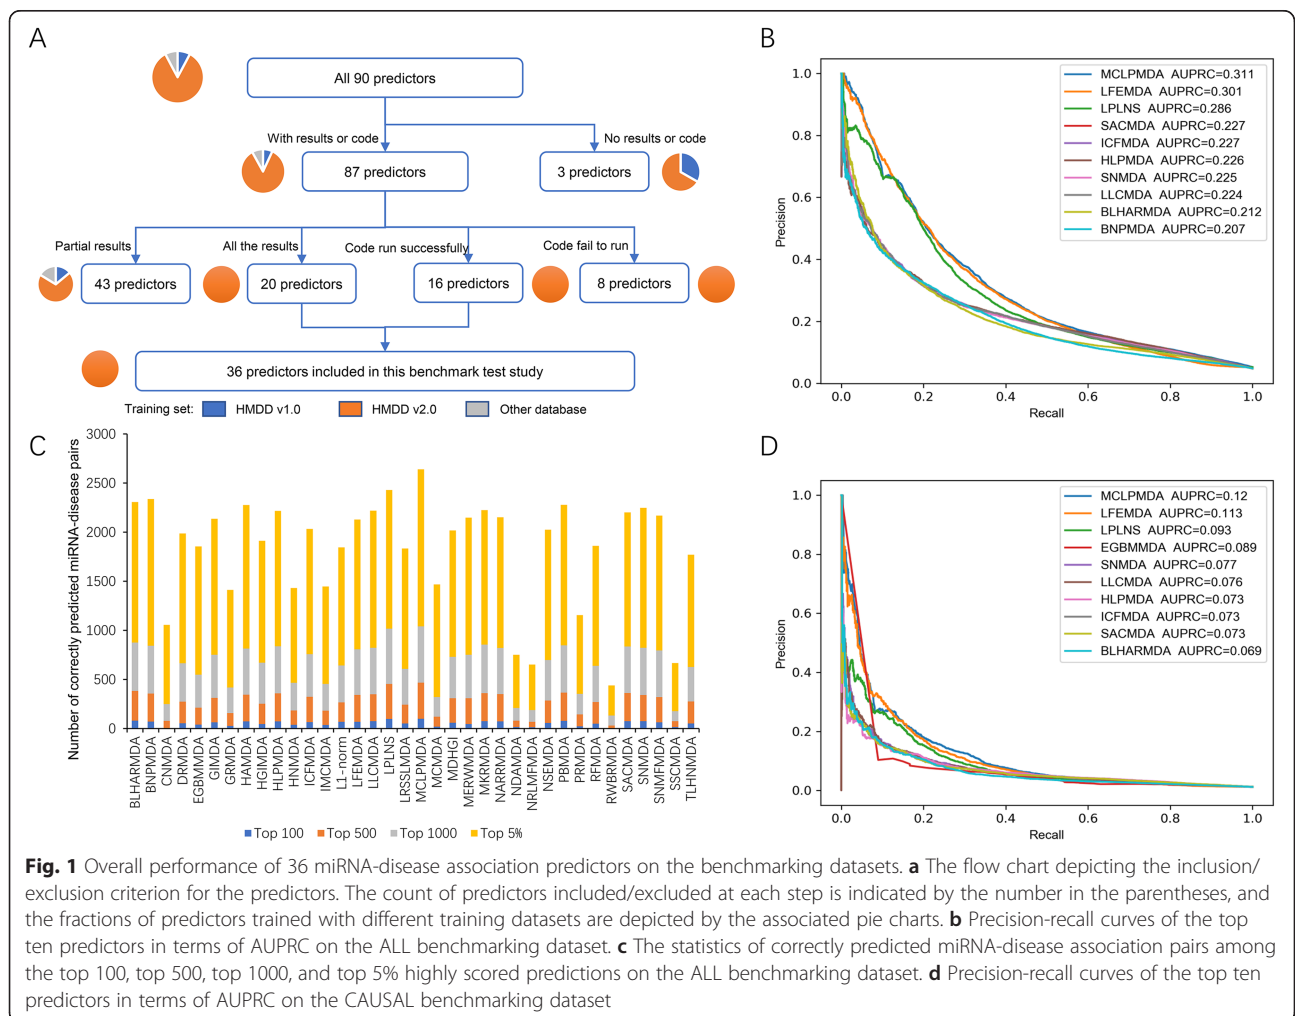 A
All 90 predictors
With results or code
No results or code
87 predictors
3 predictors
Partial results
All the results
Code run successfully
Code fail to run
43 predictors
20 predictors
16 predictors
8 predictors
36 predictors included in this benchmark test study
Training set:
HMDD v1.0
HMDD v2.0
Other database
B
Precision
1.0
0.8
0.6
0.4
0.2
0.0
0.0
0.2
0.4
0.6
0.8
1.0
Recall
MCLPMDA AUPRC=0.311
LFEMDA AUPRC=0.301
LPLNS AUPRC=0.286
SACMDA AUPRC=0.227
ICFMDA AUPRC=0.227
HLPMDA AUPRC=0.226
SNMDA AUPRC=0.225
LLCMDA AUPRC=0.224
BLHARMDA AUPRC=0.212
BNPMDA AUPRC=0.207
C
Number of correctly predicted miRNA-disease pairs
3000
2500
2000
1500
1000
500
0
BLHARMDA
BNPMDA
CNMDA
DRMDA
EGBMMDA
GIMDA
GRMDA
HAMDA
HGIMDA
HLPMDA
HNMDA
ICFMDA
IMCMDA
L1-norm
LFEMDA
LLCMDA
LPLNS
LRSSLMDA
MCLPMDA
MCMDA
MDHGI
MERWMDA
MKRMDA
NARRMDA
NDAMDA
NRLMFMDA
NSEMDA
PBMDA
PRMDA
RFMDA
RWBRMDA
SACMDA
SNMDA
SNMFMDA
SSCMDA
TLHNMDA
Top 100
Top 500
Top 1000
Top 5%
D
Precision
1.0
0.8
0.6
0.4
0.2
0.0
0.0
0.2
0.4
0.6
0.8
1.0
Recall
MCLPMDA AUPRC=0.12
LFEMDA AUPRC=0.113
LPLNS AUPRC=0.093
EGBMMDA AUPRC=0.089
SNMDA AUPRC=0.077
LLCMDA AUPRC=0.076
HLPMDA AUPRC=0.073
ICFMDA AUPRC=0.073
SACMDA AUPRC=0.073
BLHARMDA AUPRC=0.069
Fig. 1 Overall performance of 36 miRNA-disease association predictors on the benchmarking datasets. a The flow chart depicting the inclusion/
exclusion criterion for the predictors. The count of predictors included/excluded at each step is indicated by the number in the parentheses, and
the fractions of predictors trained with different training datasets are depicted by the associated pie charts. b Precision-recall curves of the top
ten predictors in terms of AUPRC on the ALL benchmarking dataset. c The statistics of correctly predicted miRNA-disease association pairs among
the top 100, top 500, top 1000, and top 5% highly scored predictions on the ALL benchmarking dataset. d Precision-recall curves of the top ten
predictors in terms of AUPRC on the CAUSAL benchmarking dataset